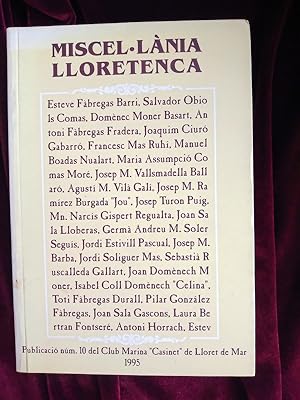 MISCEL·LÀNIA
LLORETENCA
Esteve Fàbregas Barri, Salvador Obio
ls Comas, Domènec Moner Basart, An
toni Fàbregas Fradera, Joaquim Ciuró
Gabarró, Francesc Mas Ruhí, Manuel
Boadas Nualart, Maria Assumpció Co
mas Moré, Josep M. Vallsmadella Ball
aró, Agustí M. Vilà Galí, Josep M. Ra
mírez Burgada "Jou", Josep Turon Puig,
Mn. Narcís Gispert Regualta, Joan Sa
la Lloberas, Germà Andreu M. Soler
Seguis, Jordi Estivill Pascual, Josep M.
Barba, Jordi Soliguer Mas, Sebastià R
uscalleda Gallart, Joan Domènech M
oner, Isabel Coll Domènech "Celina",
Toti Fàbregas Durall, Pilar González
Fàbregas, Joan Sala Gascons, Laura Be
rtran Fontserè, Antoni Horrach, Estev
Publicació núm. 10 del Club Marina "Casinet" de Lloret de Mar
1995